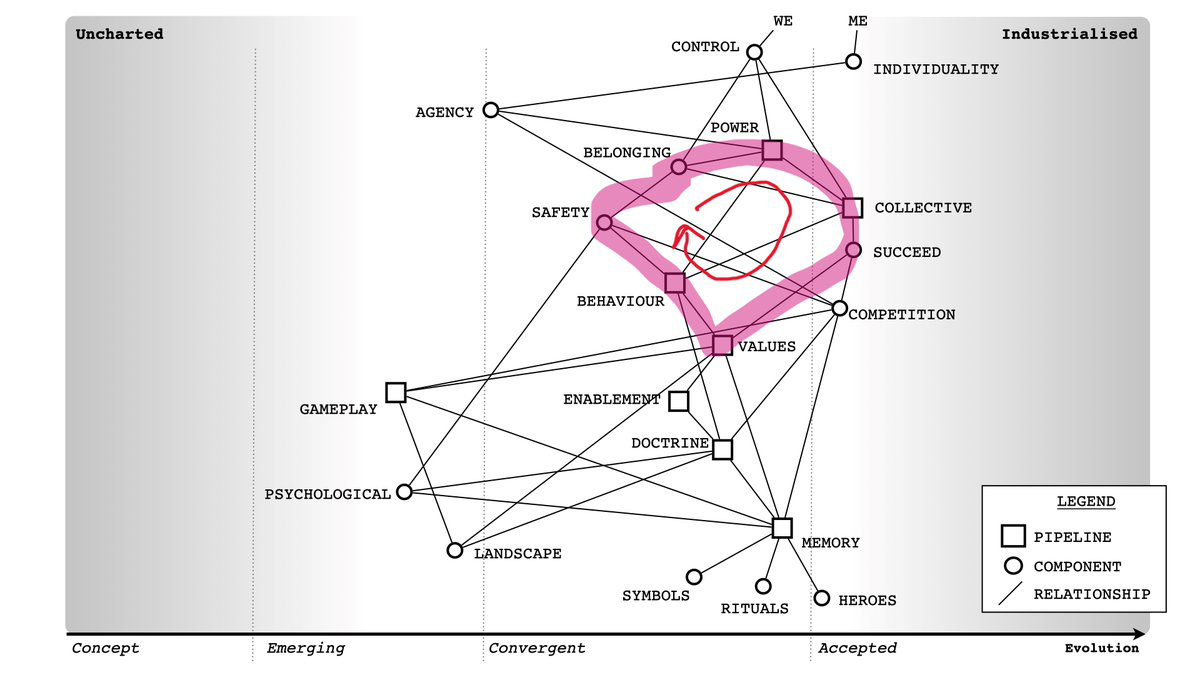 WE
ME
Uncharted
Industrialised
CONTROL
INDIVIDUALITY
AGENCY
POWER
BELONGING
SAFETY
COLLECTIVE
SUCCEED
BEHAVIOUR
COMPETITION
VALUES
GAMEPLAY
ENABLEMENT
DOCTRINE
PSYCHOLOGICAL
LANDSCAPE
MEMORY
SYMBOLS
RITUALS
HEROES
LEGEND
PIPELINE
COMPONENT
RELATIONSHIP
Concept
Emerging
Convergent
Accepted
Evolution